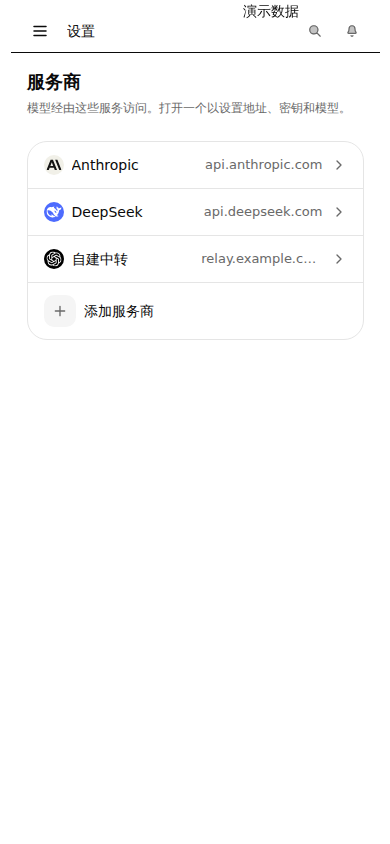 演示数据
设置
服务商
模型经由这些服务访问。打开一个以设置地址、密钥和模型。
Anthropic api.anthropic.com
DeepSeek api.deepseek.com
自建中转 relay.example.c...
添加服务商